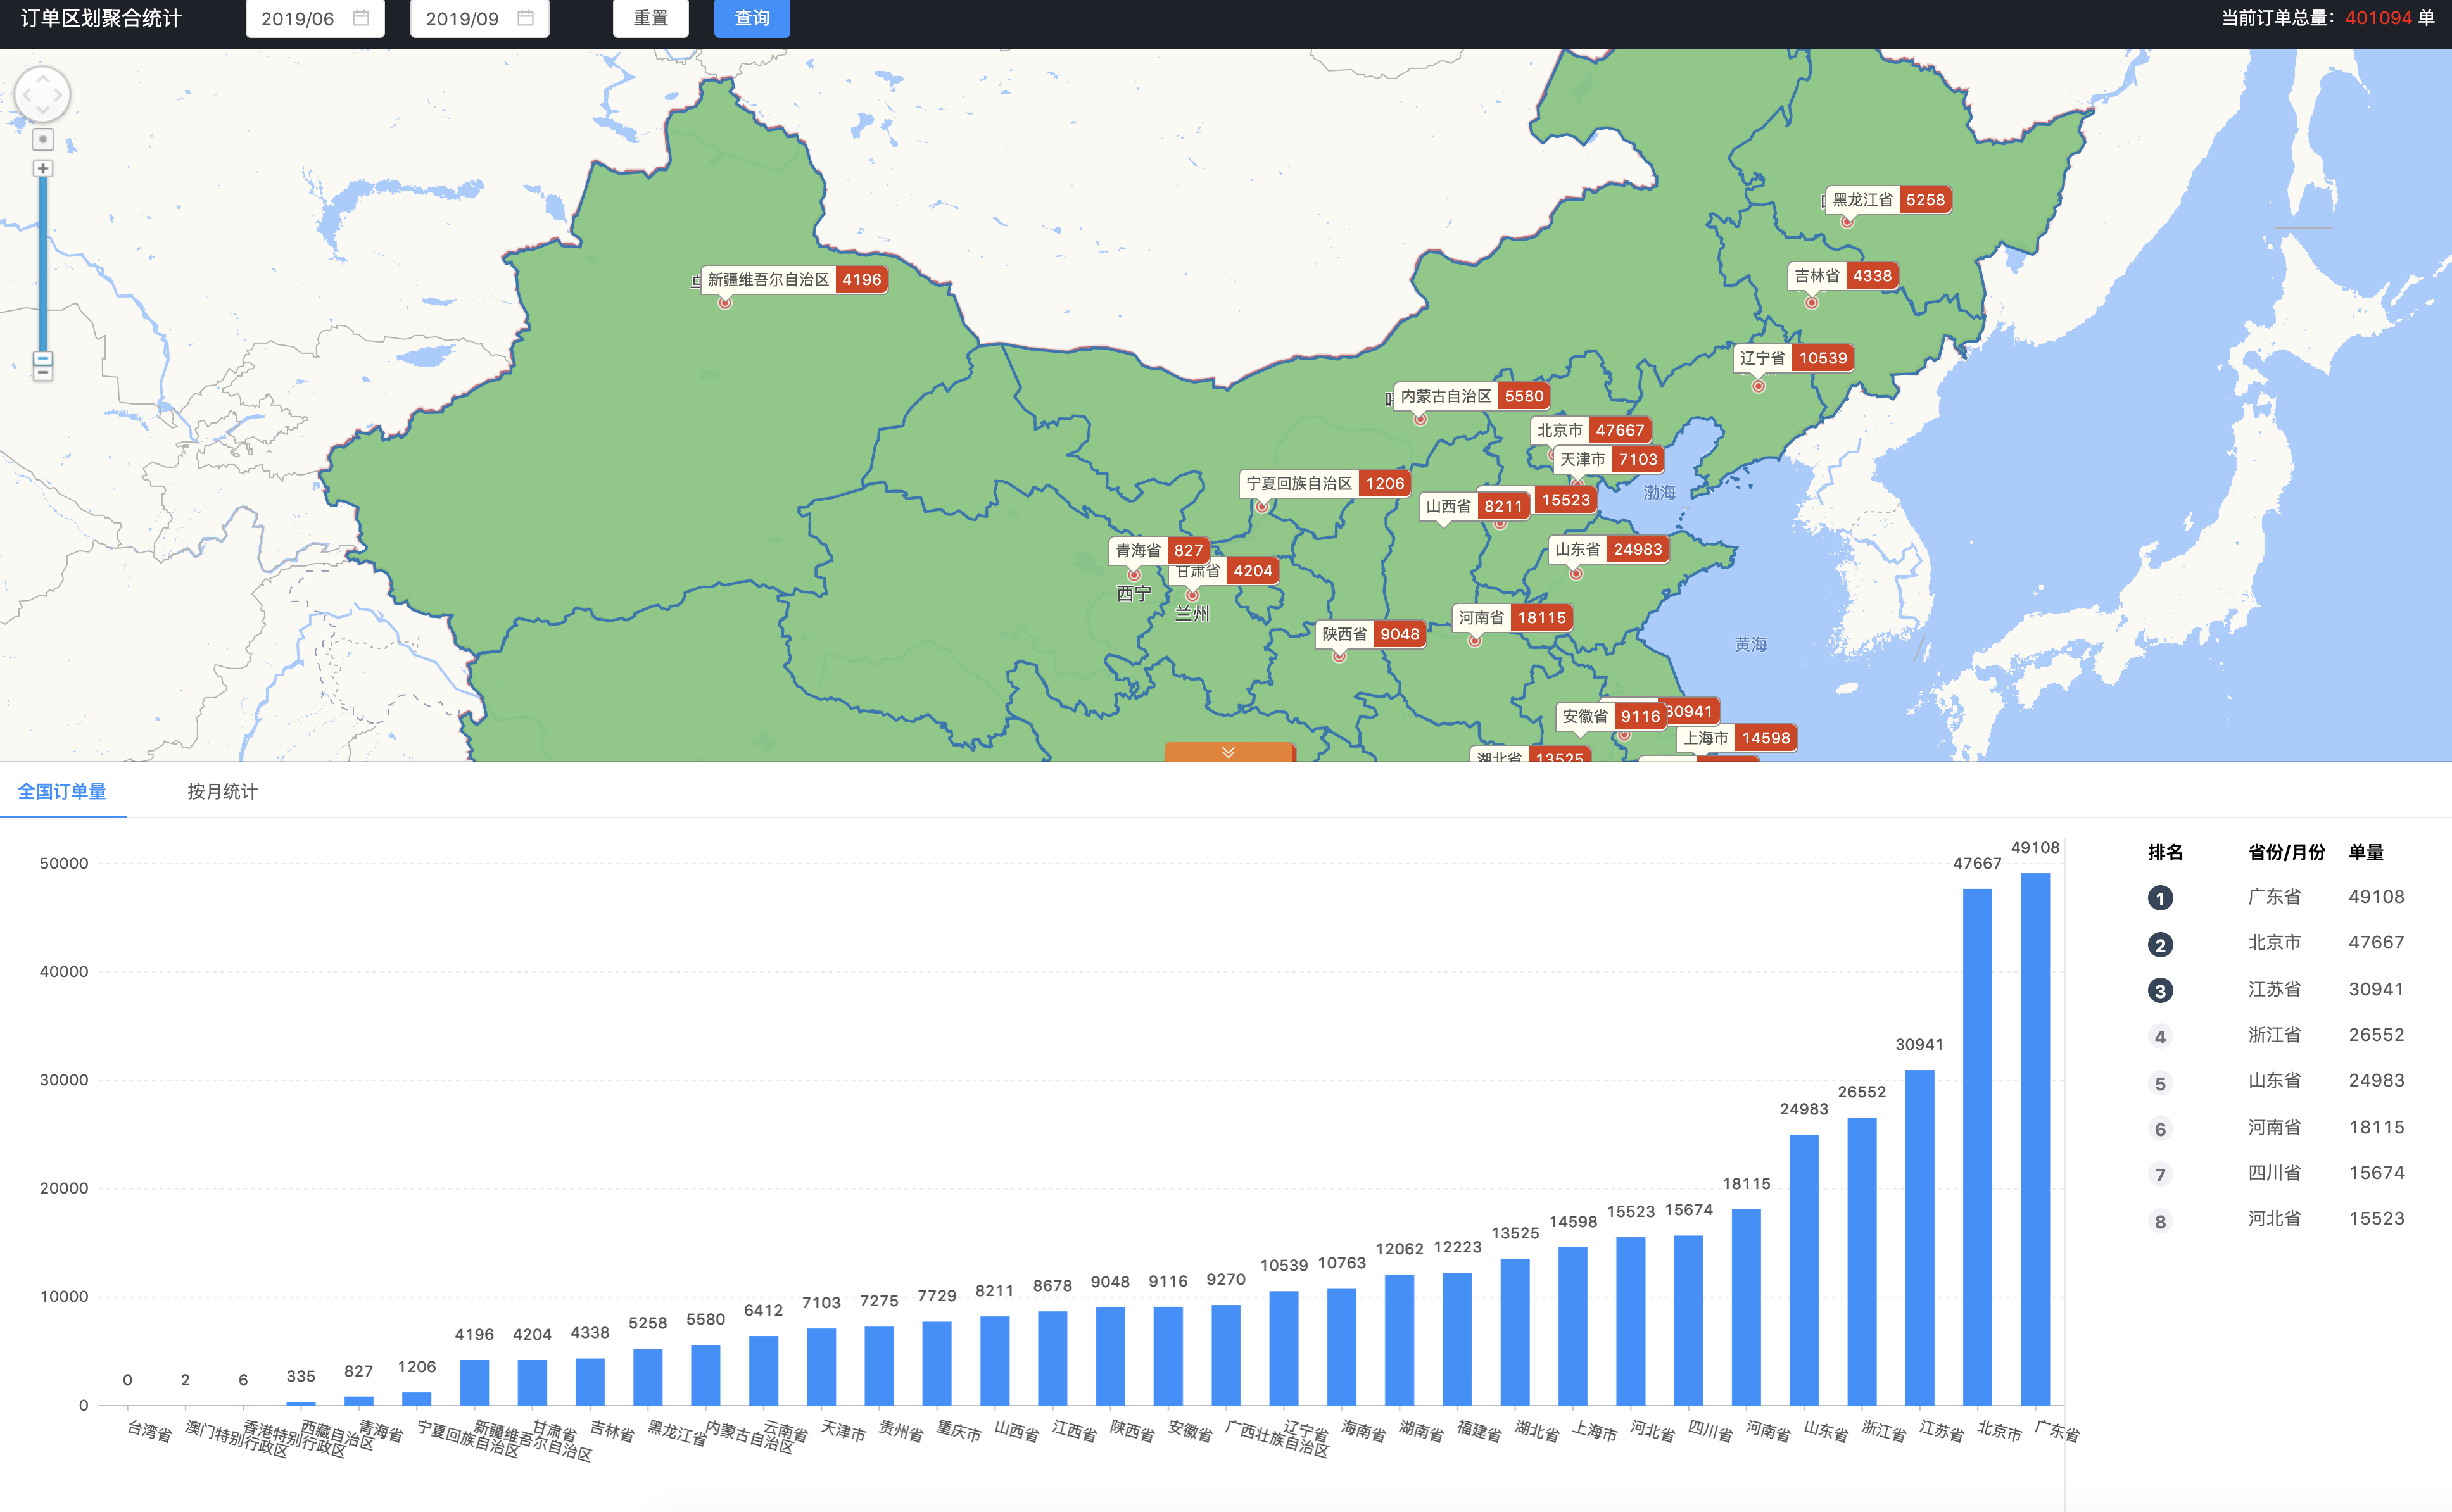 订单区划聚合统计
2019/06
2019/09
重置
查询
当前订单总量：401094 单
黑龙江省 5258
新疆维吾尔自治区 4196
吉林省 4338
辽宁省 10539
内蒙古自治区 5580
北京市 47667
天津市 7103
宁夏回族自治区 1206
渤海
15523
山西省 8211
青海省 827
山东省 24983
甘肃省 4204
西宁
兰州
河南省 18115
陕西省 9048
黄海
30941
安徽省 9116
上海市 14598
湖北省 13525
全国订单量
按月统计
50000
40000
30000
20000
10000
0
0
2
6
335
827
1206
4196
4204
4338
5258
5580
6412
7103
7275
7729
8211
8678
9048
9116
9270
10539
10763
12062
12223
13525
14598
15523
15674
18115
24983
26552
30941
47667
49108
台湾省
澳门特别行政区
香港特别行政区
西藏自治区
青海省
宁夏回族自治区
新疆维吾尔自治区
甘肃省
吉林省
黑龙江省
内蒙古自治区
云南省
天津市
贵州省
重庆市
山西省
江西省
陕西省
安徽省
广西壮族自治区
辽宁省
海南省
湖南省
福建省
湖北省
上海市
河北省
四川省
河南省
山东省
浙江省
江苏省
北京市
广东省
排名 省份/月份 单量
1 广东省 49108
2 北京市 47667
3 江苏省 30941
4 浙江省 26552
5 山东省 24983
6 河南省 18115
7 四川省 15674
8 河北省 15523